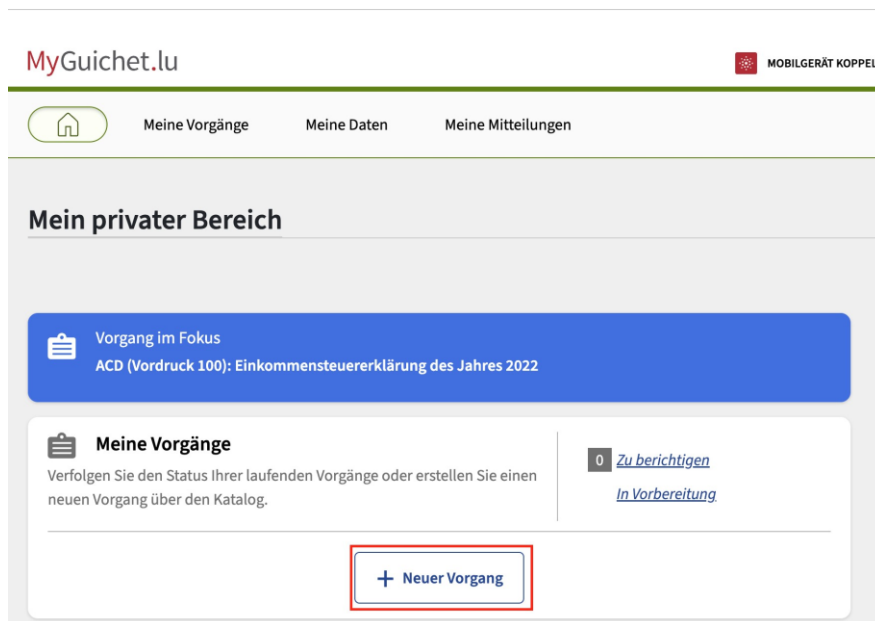 MyGuichet.lu
MOBILGERÄT KOPPEL
Meine Vorgänge
Meine Daten
Meine Mitteilungen
Mein privater Bereich
Vorgang im Fokus
ACD (Vordruck 100): Einkommensteuererklärung des Jahres 2022
Meine Vorgänge
Verfolgen Sie den Status Ihrer laufenden Vorgänge oder erstellen Sie einen
neuen Vorgang über den Katalog.
0 Zu berichtigen
In Vorbereitung
+ Neuer Vorgang